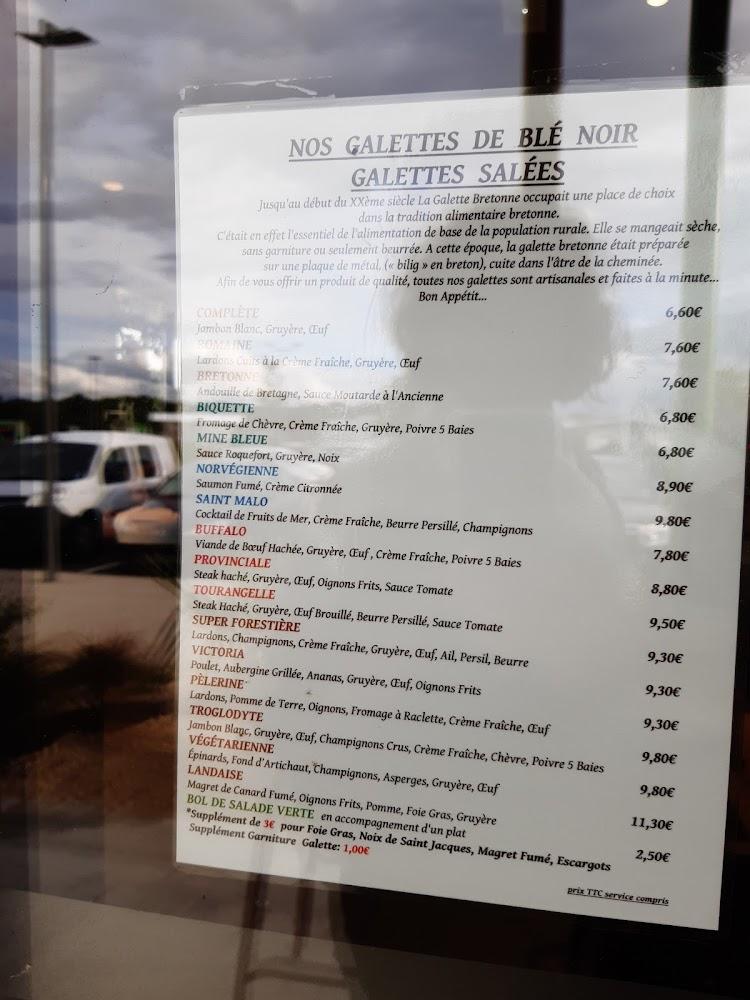 NOS GALETTES DE BLÉ NOIR
GALETTES SALÉES
Jusqu'au début du XXème siècle La Galette Bretonne occupait une place de choix
dans la tradition alimentaire bretonne.
C'était en effet l'essentiel de l'alimentation de base de la population rurale. Elle se mangeait sèche,
sans garniture ou seulement beurrée. A cette époque, la galette bretonne était préparée
sur une plaque de métal, (« bilig » en breton), cuite dans l'âtre de la cheminée.
Afin de vous offrir un produit de qualité, toutes nos galettes sont artisanales et faites à la minute...
Bon Appétit...
COMPLÈTE 6,60€
Jambon Blanc, Gruyère, Œuf
ROMAINE 7,60€
Lardons Cuits à la Crème Fraîche, Gruyère, Œuf
BRETONNE 7,60€
Andouille de Bretagne, Sauce Moutarde à l'Ancienne
BIQUETTE 6,80€
Fromage de Chèvre, Crème Fraîche, Gruyère, Poivre 5 Baies
MINE BLEUE 6,80€
Sauce Roquefort, Gruyère, Noix
NORVÉGIENNE 8,90€
Saumon Fumé, Crème Citronnée
SAINT MALO 9,80€
Cocktail de Fruits de Mer, Crème Fraîche, Beurre Persillé, Champignons
BUFFALO 7,80€
Viande de Bœuf Hachée, Gruyère, Œuf , Crème Fraîche, Poivre 5 Baies
PROVINCIALE 8,80€
Steak haché, Gruyère, Œuf, Oignons Frits, Sauce Tomate
TOURANGELLE 9,50€
Steak Haché, Gruyère, Œuf Brouillé, Beurre Persillé, Sauce Tomate
SUPER FORESTIÈRE 9,30€
Lardons, Champignons, Crème Fraîche, Gruyère, Œuf, Ail, Persil, Beurre
VICTORIA 9,30€
Poulet, Aubergine Grillée, Ananas, Gruyère, Œuf, Oignons Frits
PÈLERINE 9,30€
Lardons, Pomme de Terre, Oignons, Fromage à Raclette, Crème Fraîche, Œuf
TROGLODYTE 9,80€
Jambon Blanc, Gruyère, Œuf, Champignons Crus, Crème Fraîche, Chèvre, Poivre 5 Baies
VÉGÉTARIENNE 9,80€
Épinards, Fond d'Artichaut, Champignons, Asperges, Gruyère, Œuf
LANDAISE 11,30€
Magret de Canard Fumé, Oignons Frits, Pomme, Foie Gras, Gruyère
BOL DE SALADE VERTE en accompagnement d'un plat 2,50€
*Supplément de 3€ pour Foie Gras, Noix de Saint Jacques, Magret Fumé, Escargots
Supplément Garniture Galette: 1,00€
prix TTC service compris